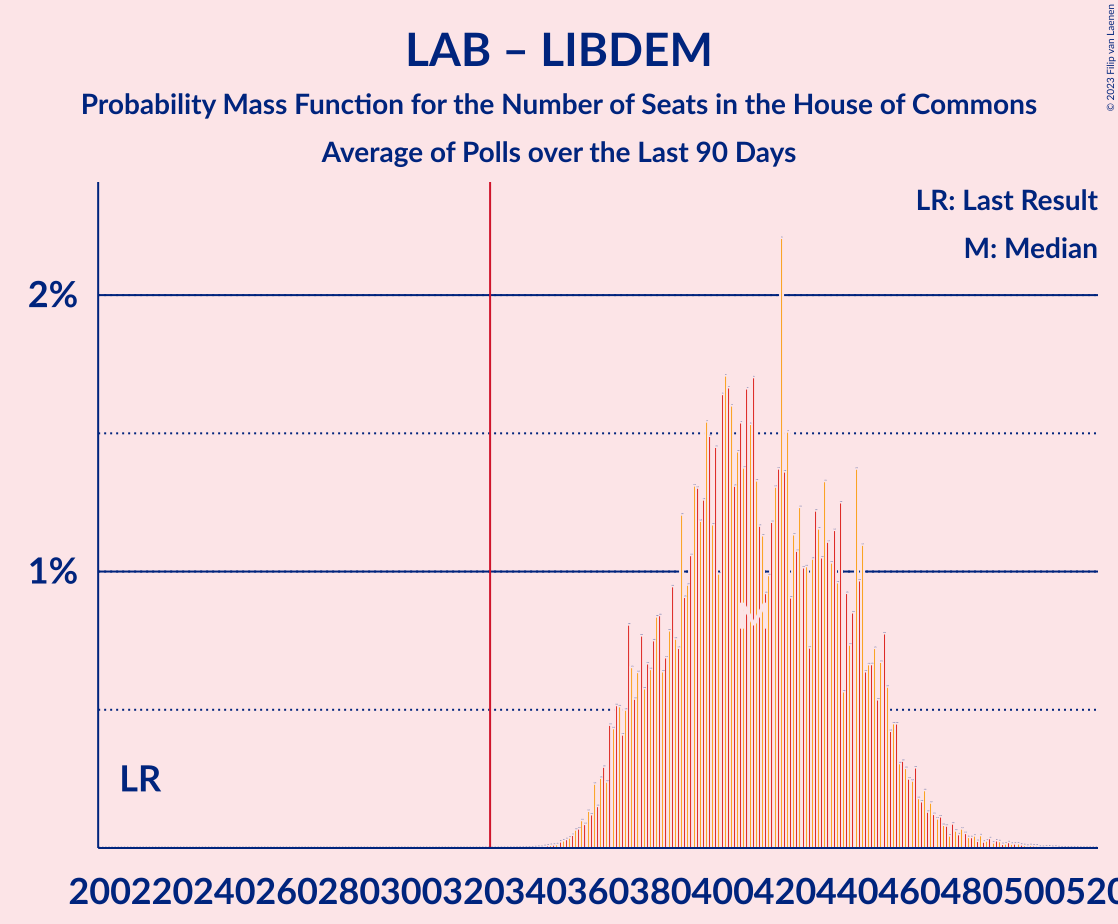 © 2023 Filip van Laenen
LAB – LIBDEM
Probability Mass Function for the Number of Seats in the House of Commons
Average of Polls over the Last 90 Days
LR: Last Result
M: Median
2%
1%
M
LR
200220240260280300320340360380400420440460480500520